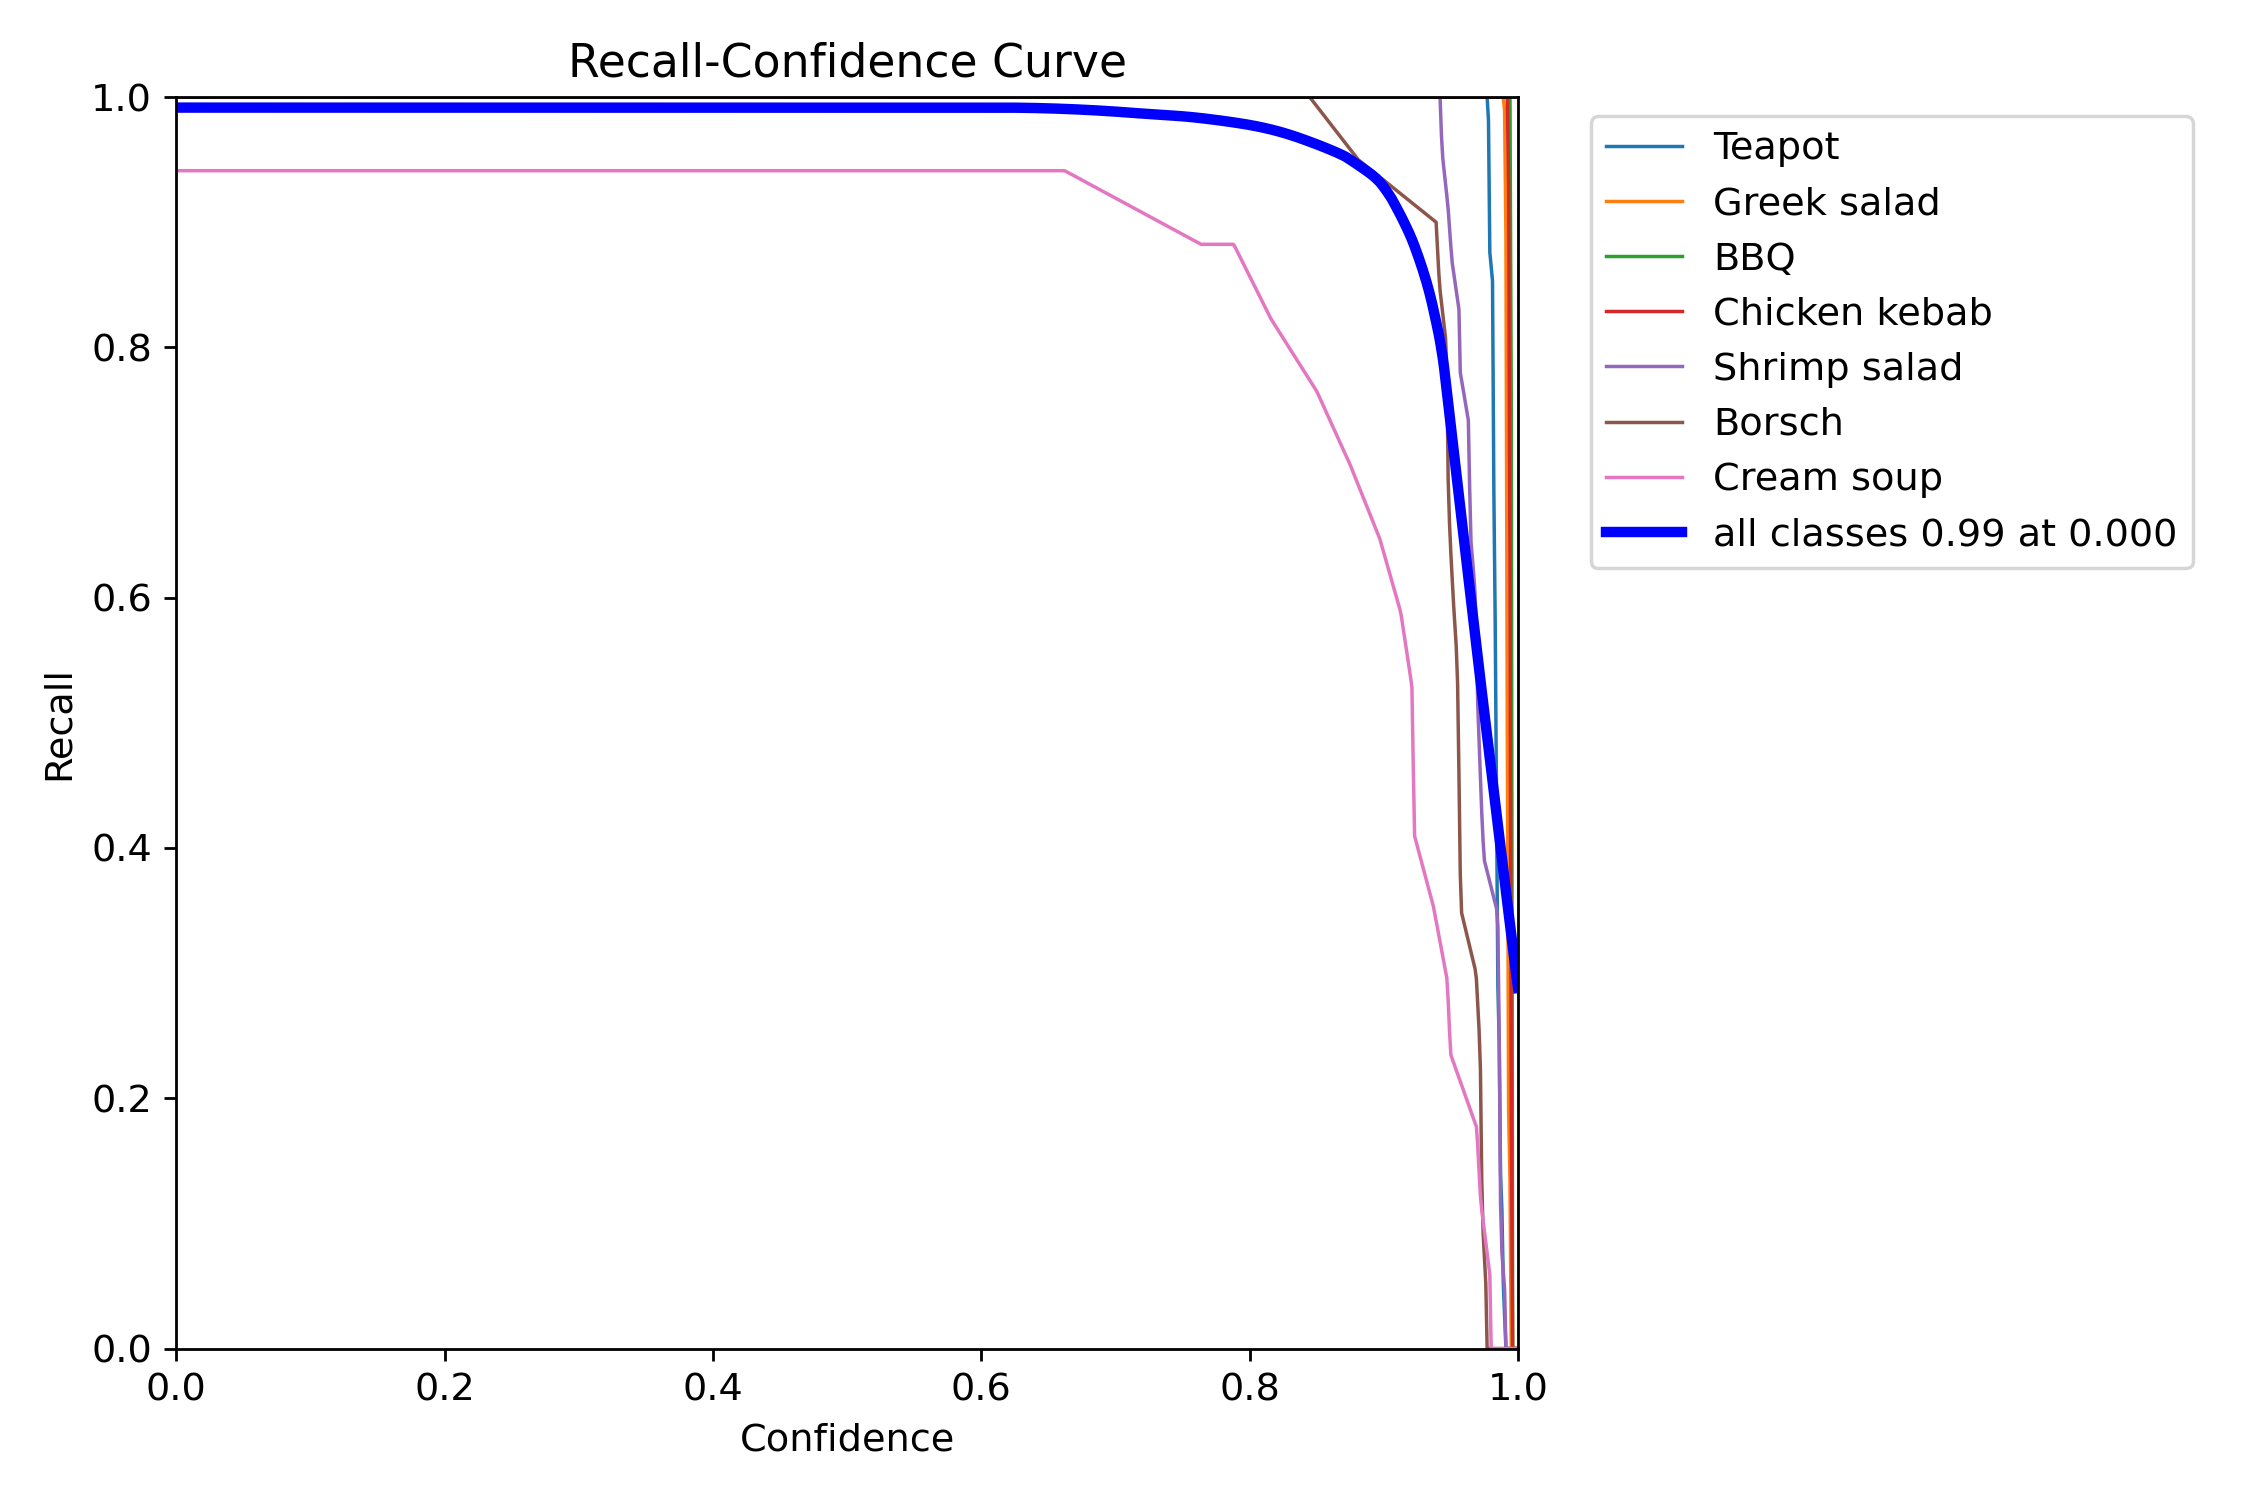 Recall-Confidence Curve
1.0
0.8
0.6
0.4
0.2
0.0
Recall
0.0 0.2 0.4 0.6 0.8 1.0
Confidence
Teapot
Greek salad
BBQ
Chicken kebab
Shrimp salad
Borsch
Cream soup
all classes 0.99 at 0.000